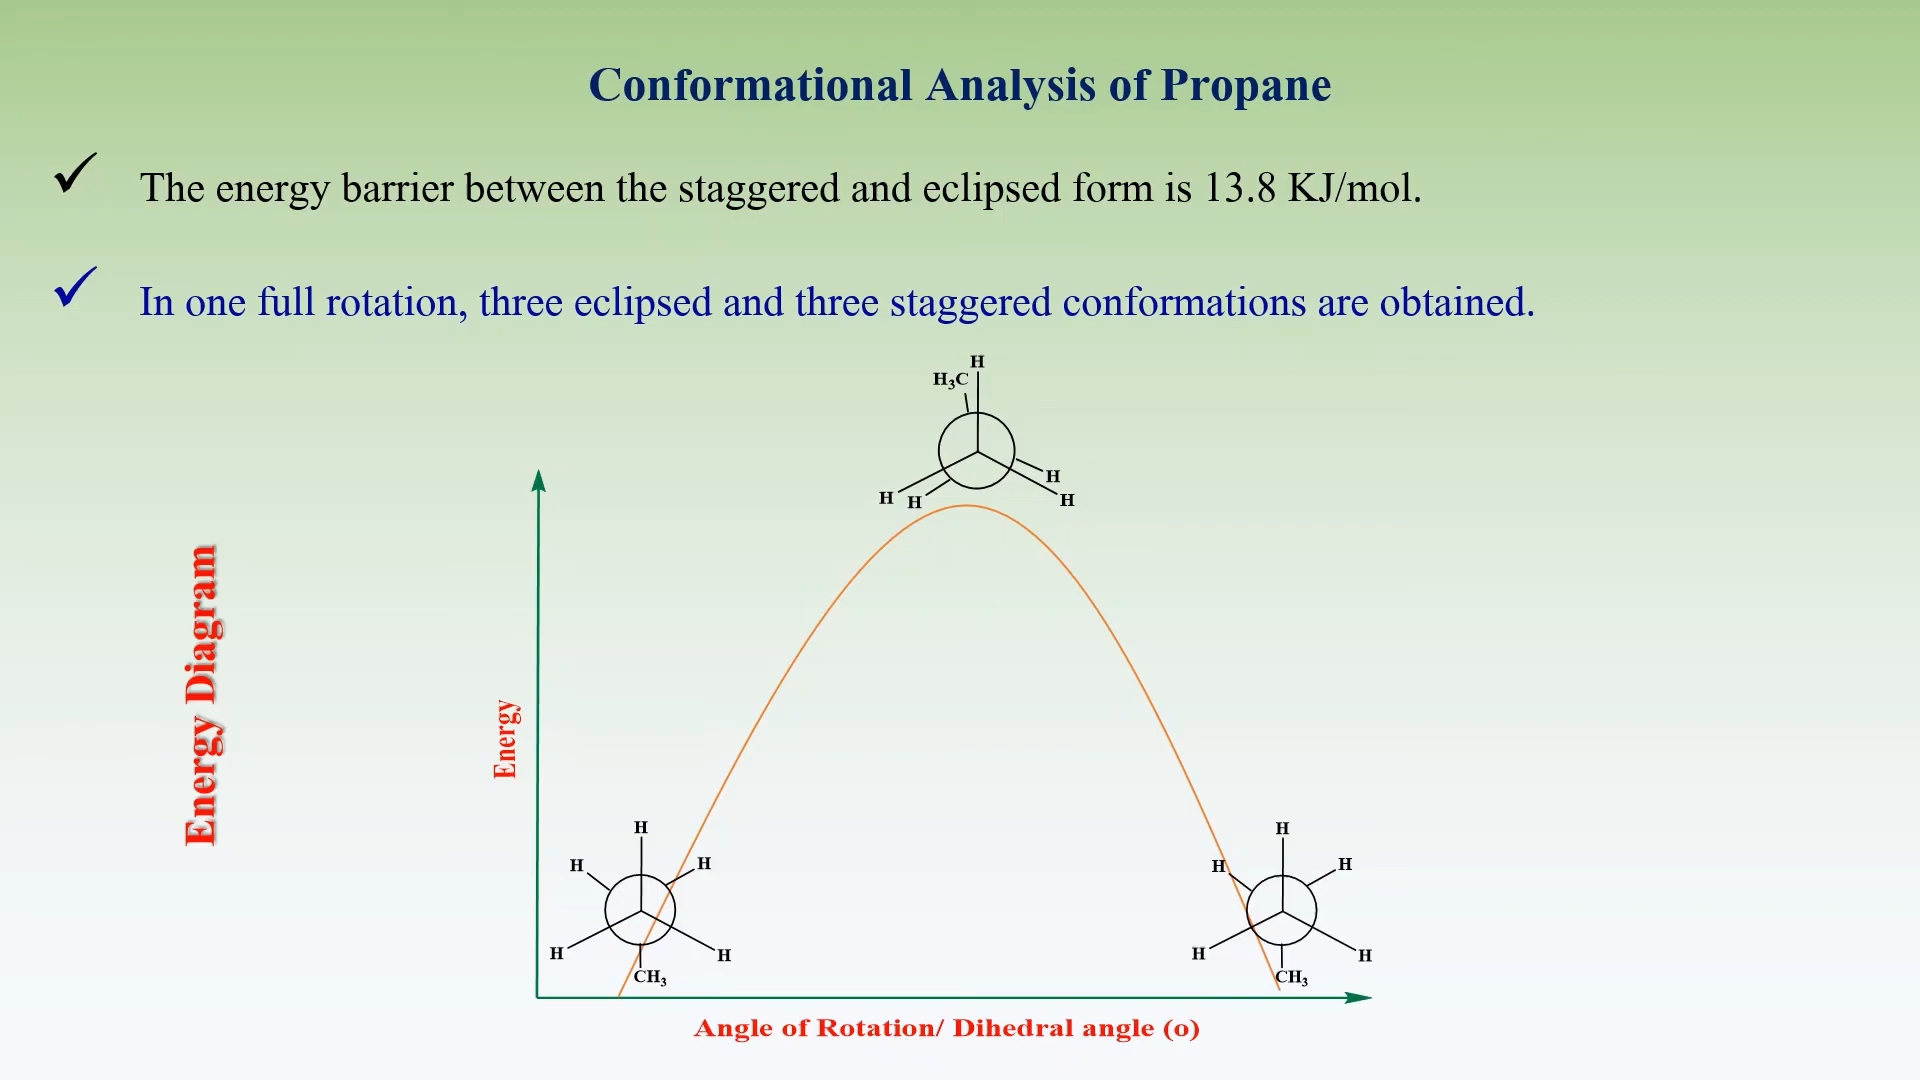 Conformational Analysis of Propane
✓ The energy barrier between the staggered and eclipsed form is 13.8 KJ/mol.
✓ In one full rotation, three eclipsed and three staggered conformations are obtained.
H
H₃C
H
H
H H
Energy Diagram
Energy
H
H H
H H
CH₃
H
H H
H H
CH₃
Angle of Rotation/ Dihedral angle (o)